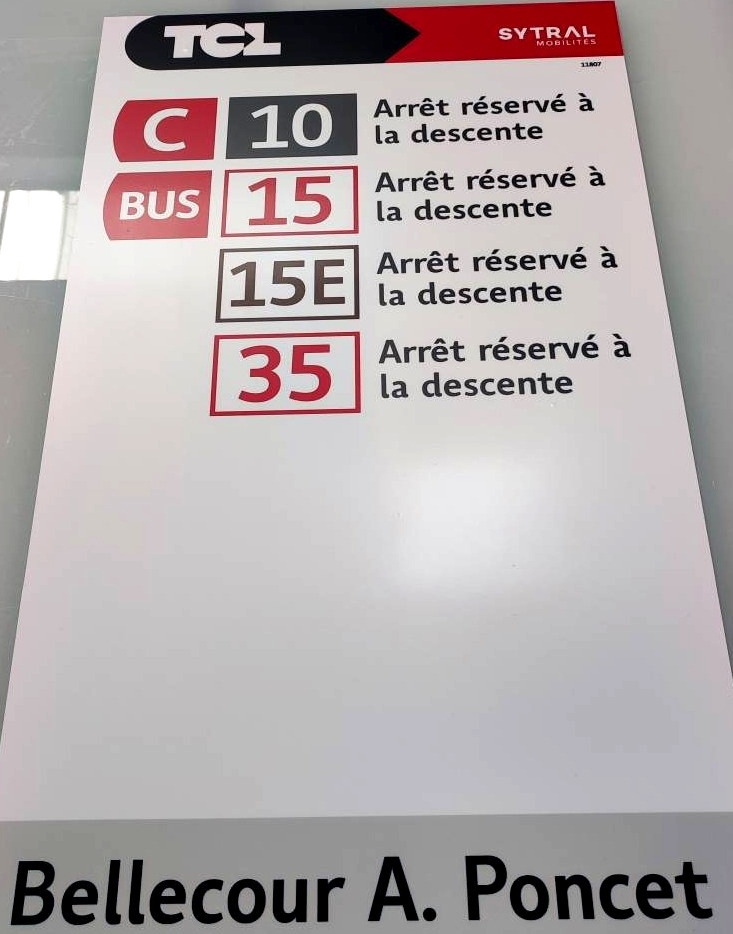 TCL
SYTRAL
MOBILITÉS
11807
C 10 Arrêt réservé à
la descente
BUS 15 Arrêt réservé à
la descente
15E Arrêt réservé à
la descente
35 Arrêt réservé à
la descente
Bellecour A. Poncet